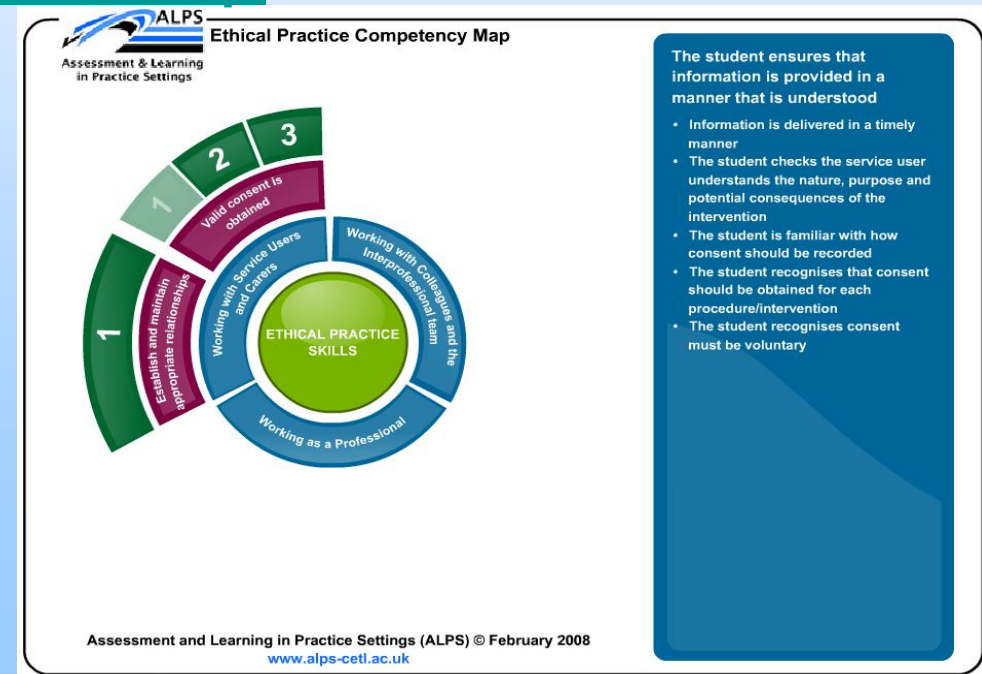 ALPS
Assessment & Learning
in Practice Settings
Ethical Practice Competency Map
1
2
3
1
Valid consent is
obtained
Establish and maintain
appropriate relationships
Working with Service Users
and Carers
Working with Colleagues and the
Interprofessional team
ETHICAL PRACTICE
SKILLS
Working as a Professional
The student ensures that
information is provided in a
manner that is understood
• Information is delivered in a timely
manner
• The student checks the service user
understands the nature, purpose and
potential consequences of the
intervention
• The student is familiar with how
consent should be recorded
• The student recognises that consent
should be obtained for each
procedure/intervention
• The student recognises consent
must be voluntary
Assessment and Learning in Practice Settings (ALPS) © February 2008
www.alps-cetl.ac.uk